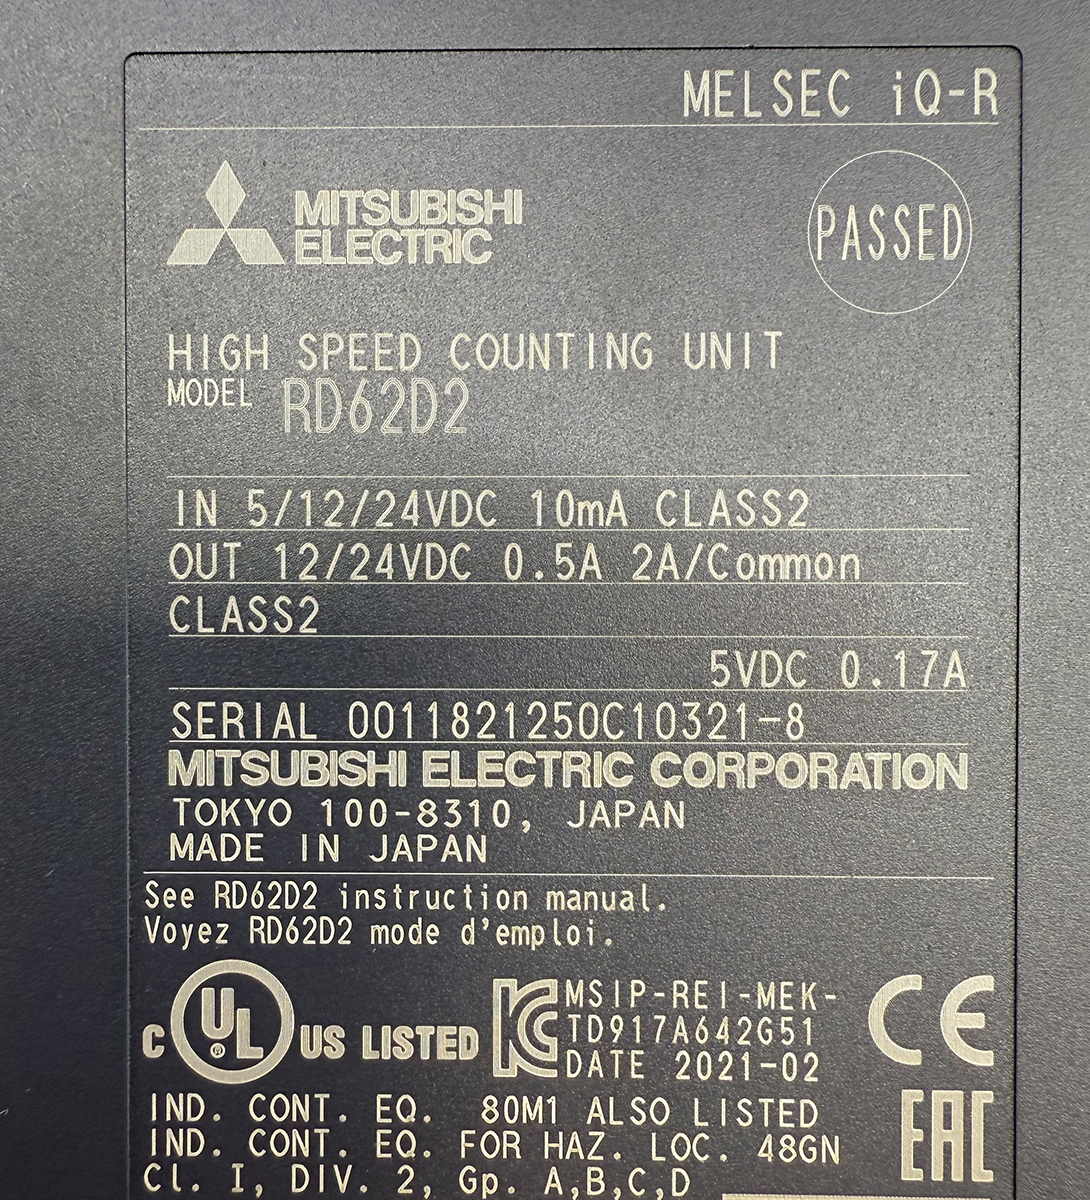 MELSEC iQ-R
MITSUBISHI
ELECTRIC
PASSED
HIGH SPEED COUNTING UNIT
MODEL RD62D2
IN 5/12/24VDC 10mA CLASS2
OUT 12/24VDC 0.5A 2A/Common
CLASS2
5VDC 0.17A
SERIAL 0011821250C10321-8
MITSUBISHI ELECTRIC CORPORATION
TOKYO 100-8310, JAPAN
MADE IN JAPAN
See RD62D2 instruction manual.
Voyez RD62D2 mode d'emploi.
C UL US LISTED
KC
MSIP-REI-MEK-
TD917A642G51
DATE 2021-02
CE
IND. CONT. EQ. 80M1 ALSO LISTED
IND. CONT. EQ. FOR HAZ. LOC. 48GN
Cl. I, DIV. 2, Gp. A,B,C,D
EAC